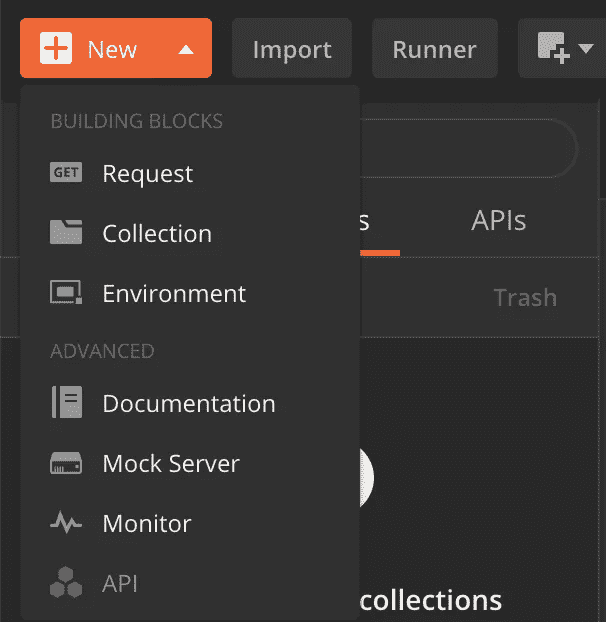 New
Import
Runner
BUILDING BLOCKS
GET Request
s
APIs
Collection
Environment
Trash
ADVANCED
Documentation
Mock Server
Monitor
API
collections